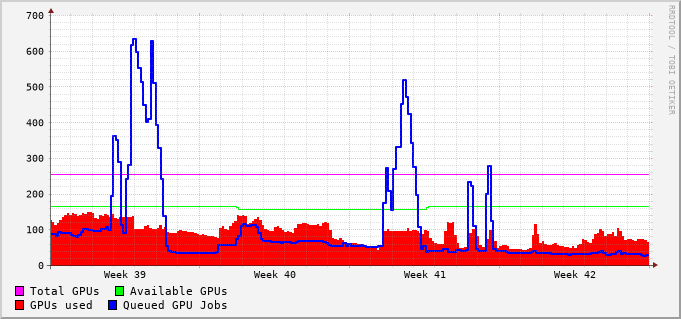 700
600
500
400
300
200
100
0
Week 39 Week 40 Week 41 Week 42
Total GPUs Available GPUs
GPUs used Queued GPU Jobs
RRDTOOL / TOBI OETIKER